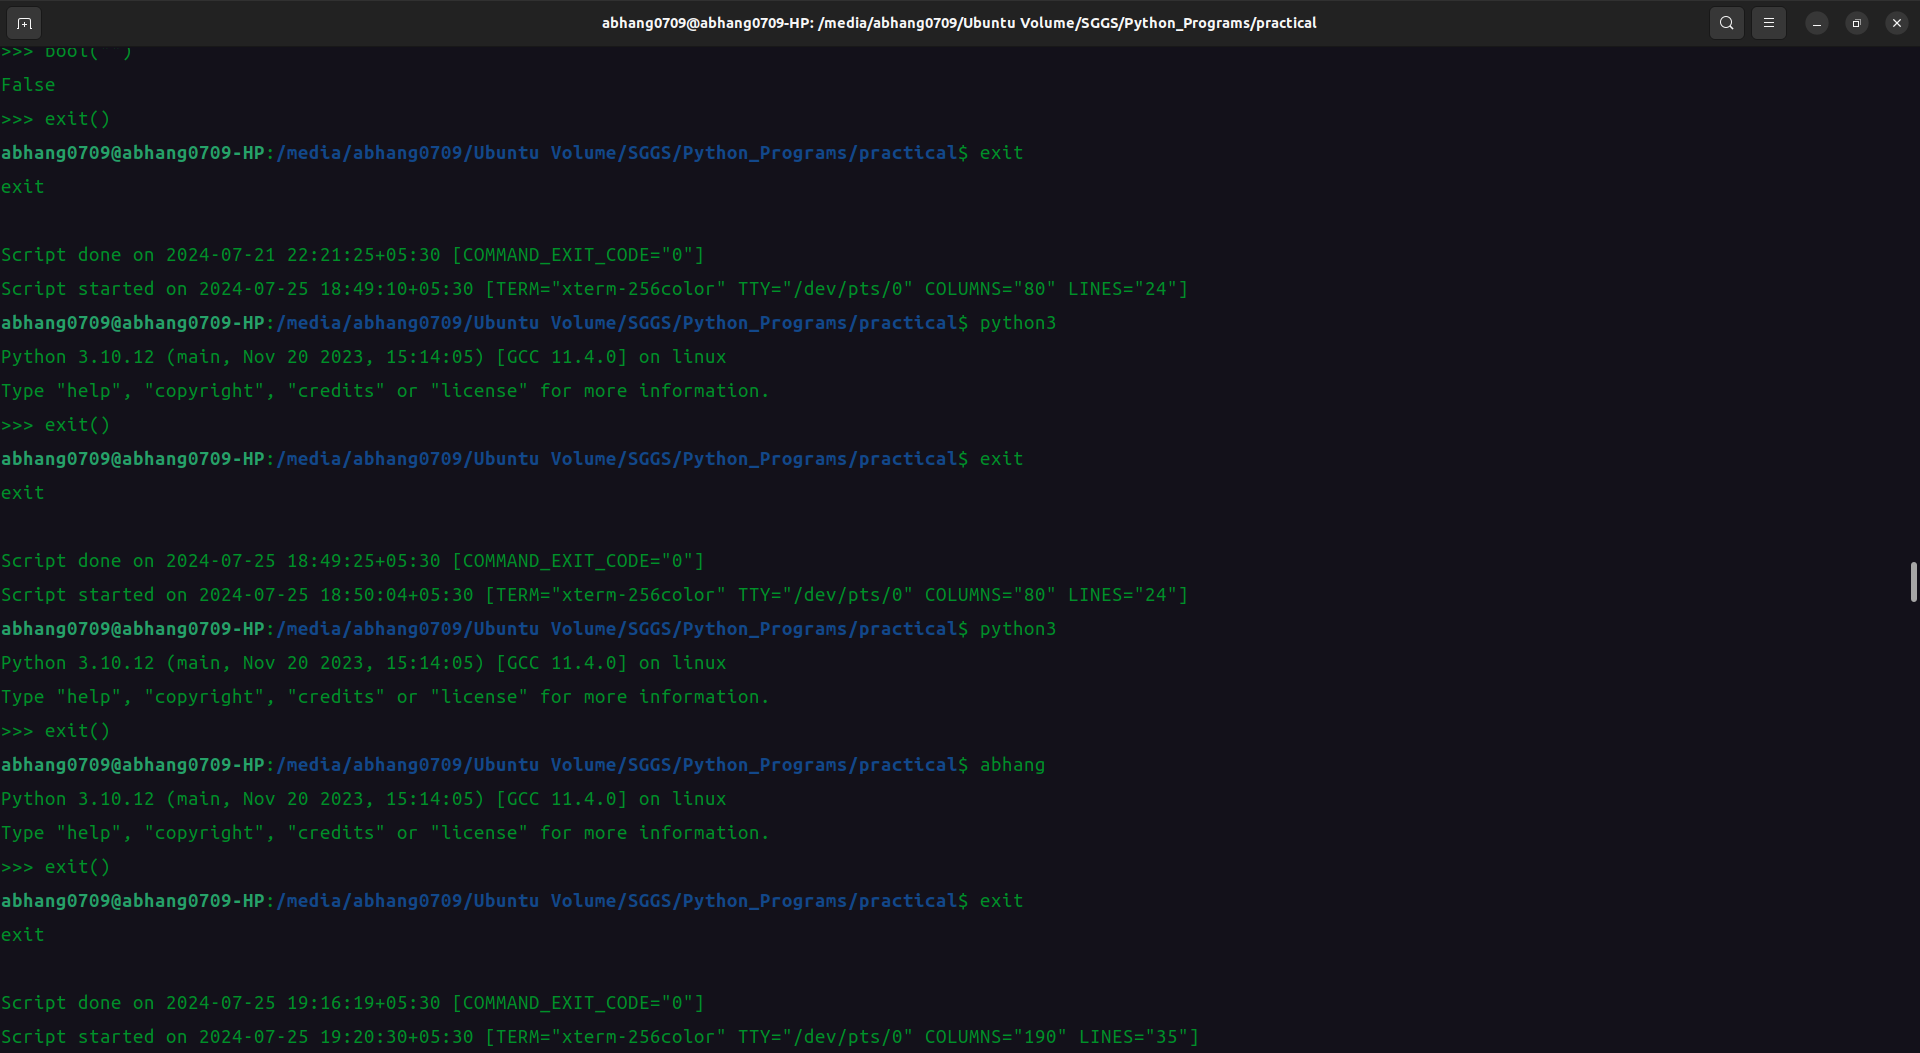 abhang0709@abhang0709-HP: /media/abhang0709/Ubuntu Volume/SGGS/Python_Programs/practical
>>> bool(   )
False
>>> exit()
abhang0709@abhang0709-HP:/media/abhang0709/Ubuntu Volume/SGGS/Python_Programs/practical$ exit
exit
Script done on 2024-07-21 22:21:25+05:30 [COMMAND_EXIT_CODE="0"]
Script started on 2024-07-25 18:49:10+05:30 [TERM="xterm-256color" TTY="/dev/pts/0" COLUMNS="80" LINES="24"]
abhang0709@abhang0709-HP:/media/abhang0709/Ubuntu Volume/SGGS/Python_Programs/practical$ python3
Python 3.10.12 (main, Nov 20 2023, 15:14:05) [GCC 11.4.0] on linux
Type "help", "copyright", "credits" or "license" for more information.
>>> exit()
abhang0709@abhang0709-HP:/media/abhang0709/Ubuntu Volume/SGGS/Python_Programs/practical$ exit
exit
Script done on 2024-07-25 18:49:25+05:30 [COMMAND_EXIT_CODE="0"]
Script started on 2024-07-25 18:50:04+05:30 [TERM="xterm-256color" TTY="/dev/pts/0" COLUMNS="80" LINES="24"]
abhang0709@abhang0709-HP:/media/abhang0709/Ubuntu Volume/SGGS/Python_Programs/practical$ python3
Python 3.10.12 (main, Nov 20 2023, 15:14:05) [GCC 11.4.0] on linux
Type "help", "copyright", "credits" or "license" for more information.
>>> exit()
abhang0709@abhang0709-HP:/media/abhang0709/Ubuntu Volume/SGGS/Python_Programs/practical$ abhang
Python 3.10.12 (main, Nov 20 2023, 15:14:05) [GCC 11.4.0] on linux
Type "help", "copyright", "credits" or "license" for more information.
>>> exit()
abhang0709@abhang0709-HP:/media/abhang0709/Ubuntu Volume/SGGS/Python_Programs/practical$ exit
exit
Script done on 2024-07-25 19:16:19+05:30 [COMMAND_EXIT_CODE="0"]
Script started on 2024-07-25 19:20:30+05:30 [TERM="xterm-256color" TTY="/dev/pts/0" COLUMNS="190" LINES="35"]